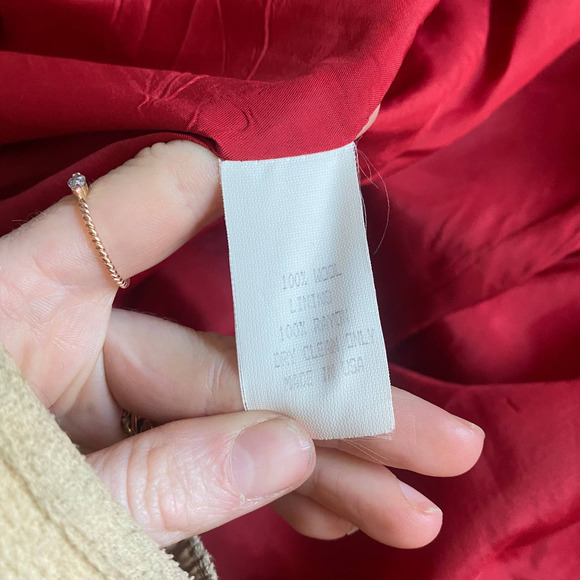 100% WOOL
LINING
100% RAYON
DRY CLEAN ONLY
MADE IN USA